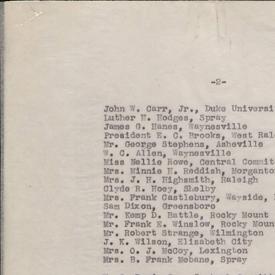 -2-
John W. Carr, Jr., Duke Universi
Luther H. Hodges, Spray
James G. Hanes, Waynesville
President E. C. Brooks, West Ral
Mr. George Stephens, Asheville
W. C. Allen, Waynesville
Miss Nellie Rowe, Central Committ
Mrs. Minnie H. Reddish, Morganton
Mrs. J. H. Highsmith, Raleigh
Clyde R. Hoey, Shelby
Mrs. Frank Castlebury, Wayside,
Sam Dixon, Greensboro
Mr. Kemp D. Battle, Rocky Mount
Mr. Frank E. Winslow, Rocky Moun
Mr. Robert Strange, Wilmington
J. K. Wilson, Elizabeth City
Mrs. O. J. McCoy, Lexington
Mrs. B. Frank Mebane, Spray